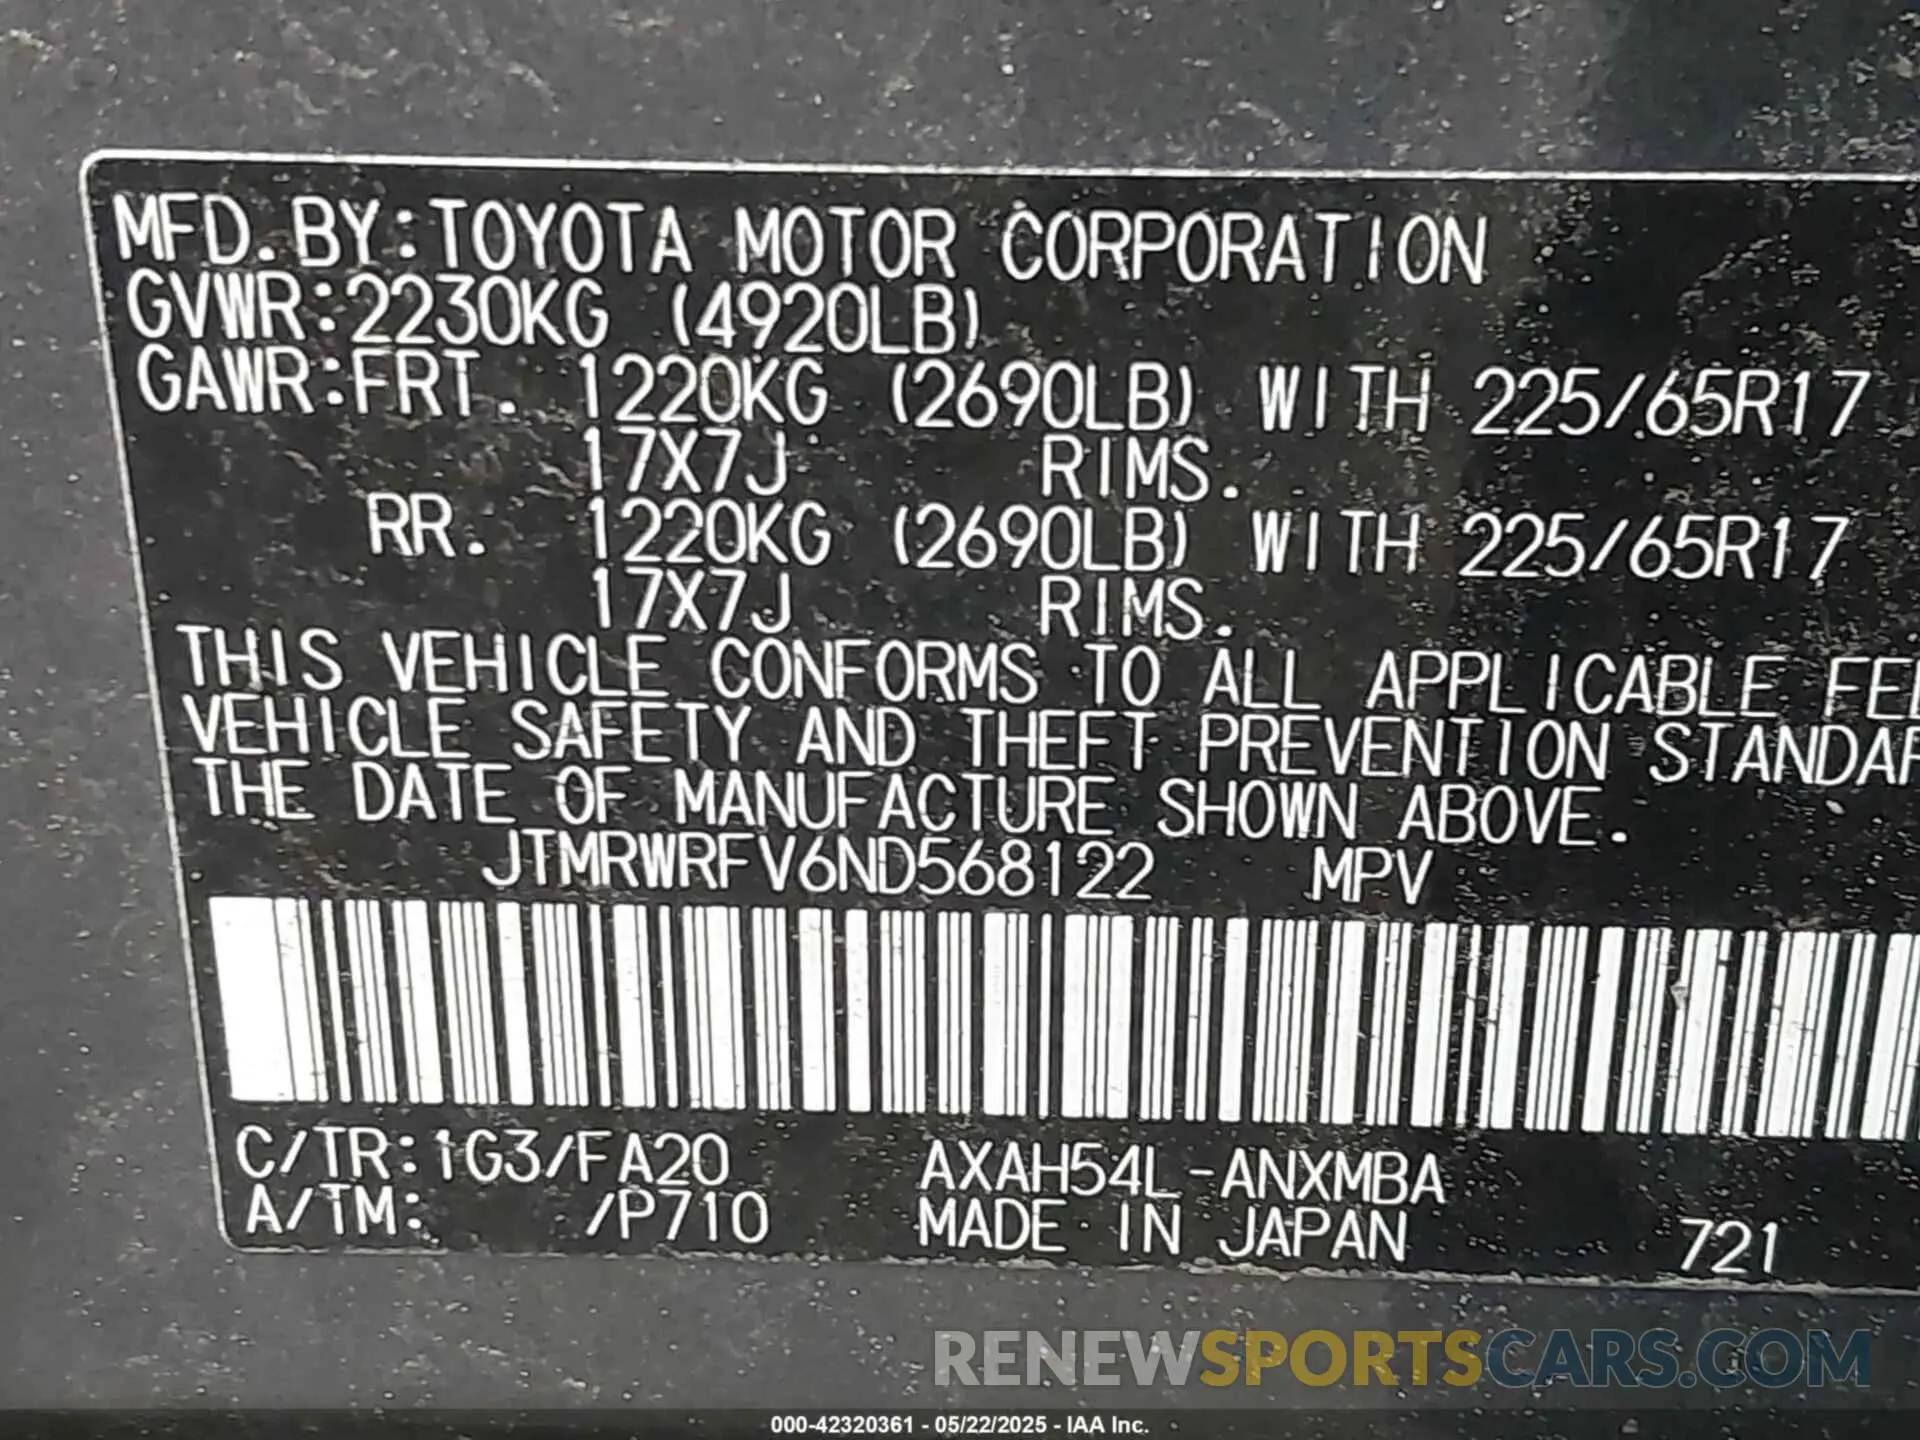 MFD.BY:TOYOTA MOTOR CORPORATION
GVWR:2230KG (4920LB)
GAWR:FRT. 1220KG (2690LB) WITH 225/65R17
17X7J RIMS.
RR. 1220KG (2690LB) WITH 225/65R17
17X7J RIMS.
THIS VEHICLE CONFORMS TO ALL APPLICABLE
VEHICLE SAFETY AND THEFT PREVENTION
THE DATE OF MANUFACTURE SHOWN ABOVE.
JTMRWRFV6ND568122 MPV
C/TR:1G3/FA20 AXAH54L-ANXMBA
A/TM: /P710 MADE IN JAPAN 721
RENEWSPORTSCARS.COM
000-42320361 - 05/22/2025 - IAA Inc.